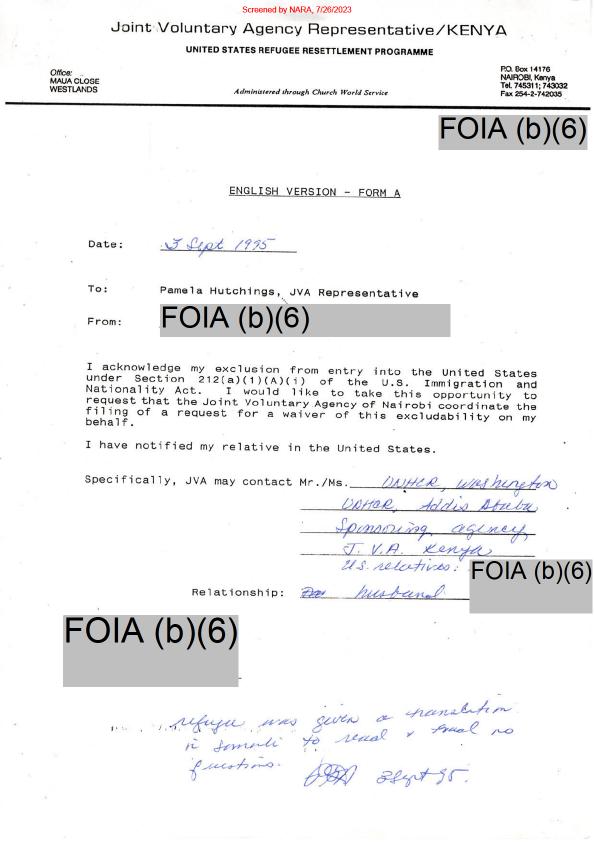 Screened by NARA, 7/26/2023
Joint Voluntary Agency Representative/KENYA
UNITED STATES REFUGEE RESETTLEMENT PROGRAMME
Office:
MAUA CLOSE
WESTLANDS
Administered through Church World Service
P.O. Box 14176
NAIROBI, Kenya
Tel. 745311; 743032
Fax 254-2-742035
FOIA (b)(6)
ENGLISH VERSION - FORM A
Date: 3 Sept 1995
To: Pamela Hutchings, JVA Representative
From: FOIA (b)(6)
I acknowledge my exclusion from entry into the United States
under Section 212(a)(1)(A)(i) of the U.S. Immigration and
Nationality Act. I would like to take this opportunity to
request that the Joint Voluntary Agency of Nairobi coordinate the
filing of a request for a waiver of this excludability on my
behalf.
I have notified my relative in the United States.
Specifically, JVA may contact Mr./Ms. UNHCR, Washington
UNHCR, Addis Ababa
Sponsoring agency,
J.V.A. Kenya
U.S. relatives: FOIA (b)(6)
Relationship: husband
FOIA (b)(6)
refugee was given a translation
in Somali to read & had no
questions. 3 Sept 95.